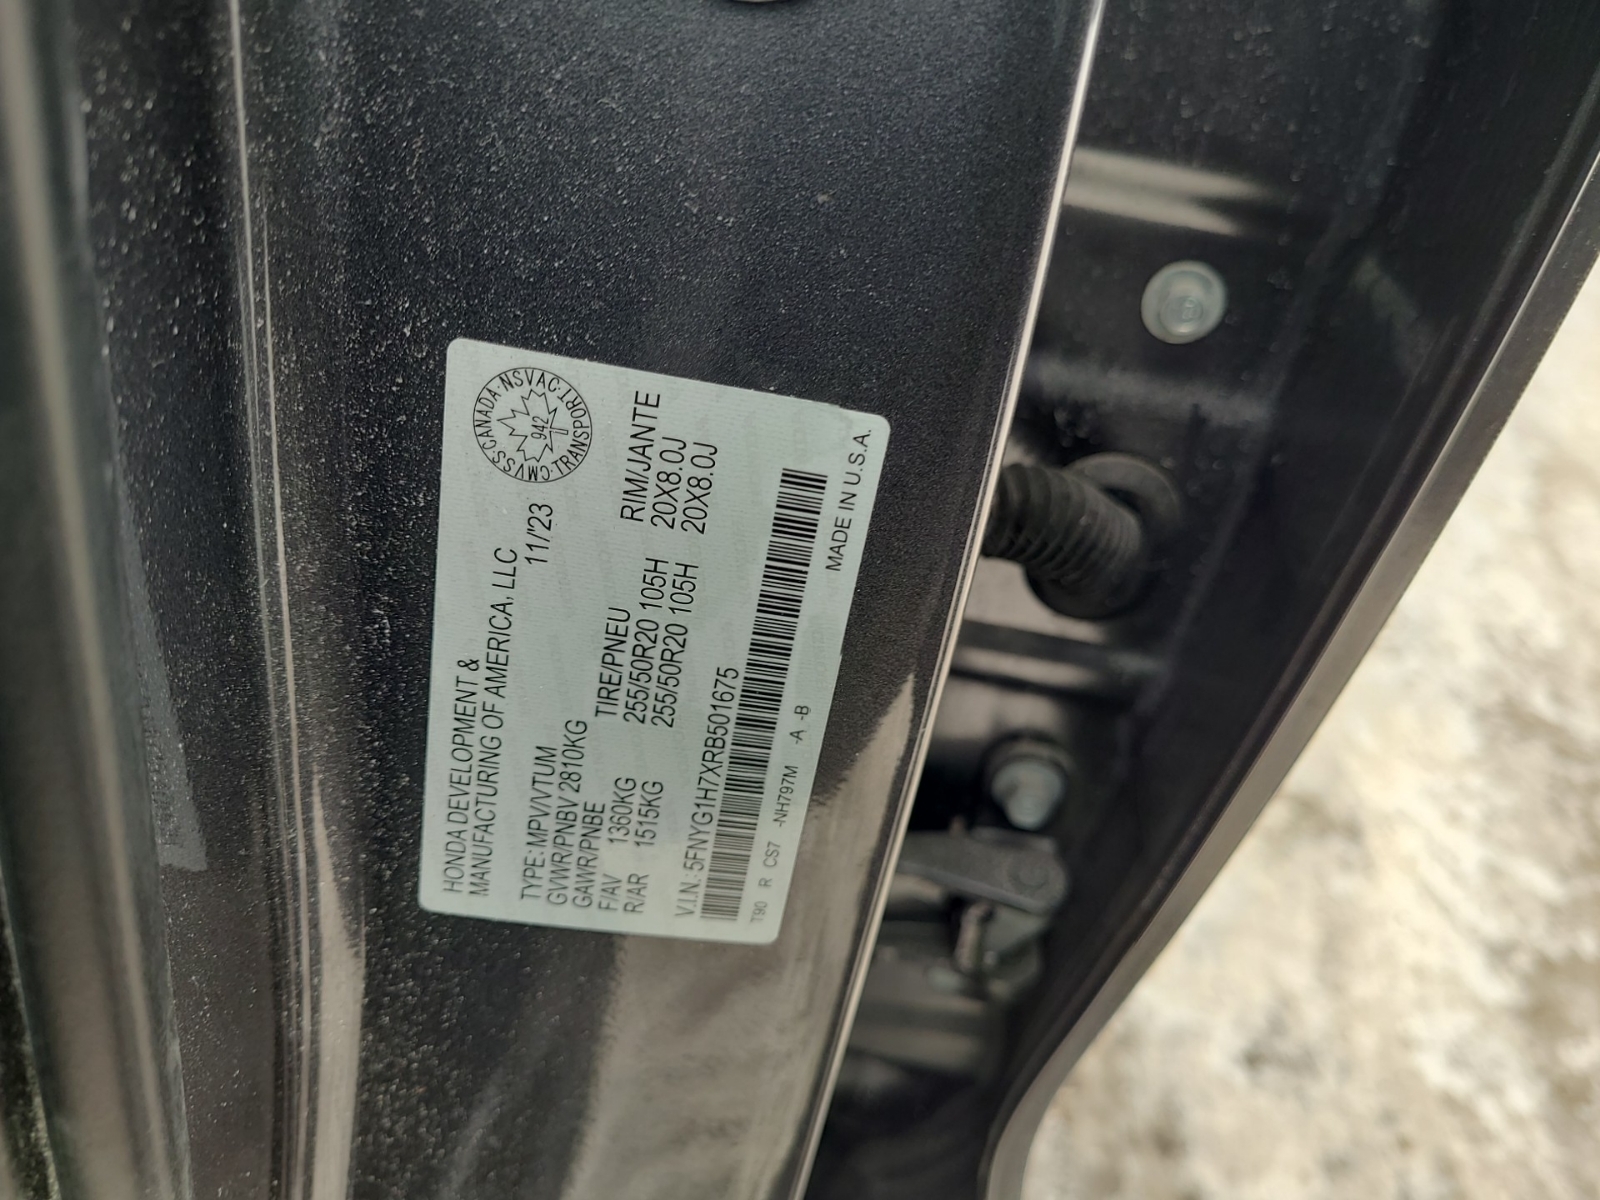 HONDA DEVELOPMENT &
MANUFACTURING OF AMERICA, LLC
11/23
CMVSS·CANADA·NSVAC·TRANSPORT·
942
TYPE: MPV/VTUM
GVWR/PNBV 2810KG
GAWR/PNBE TIRE/PNEU RIM/JANTE
F/AV 1360KG 255/50R20 105H 20X8.0J
R/AR 1515KG 255/50R20 105H 20X8.0J
V.I.N.: 5FNYG1H7XRB501675
T90 R CS7 -NH797M -A -B
MADE IN U.S.A.